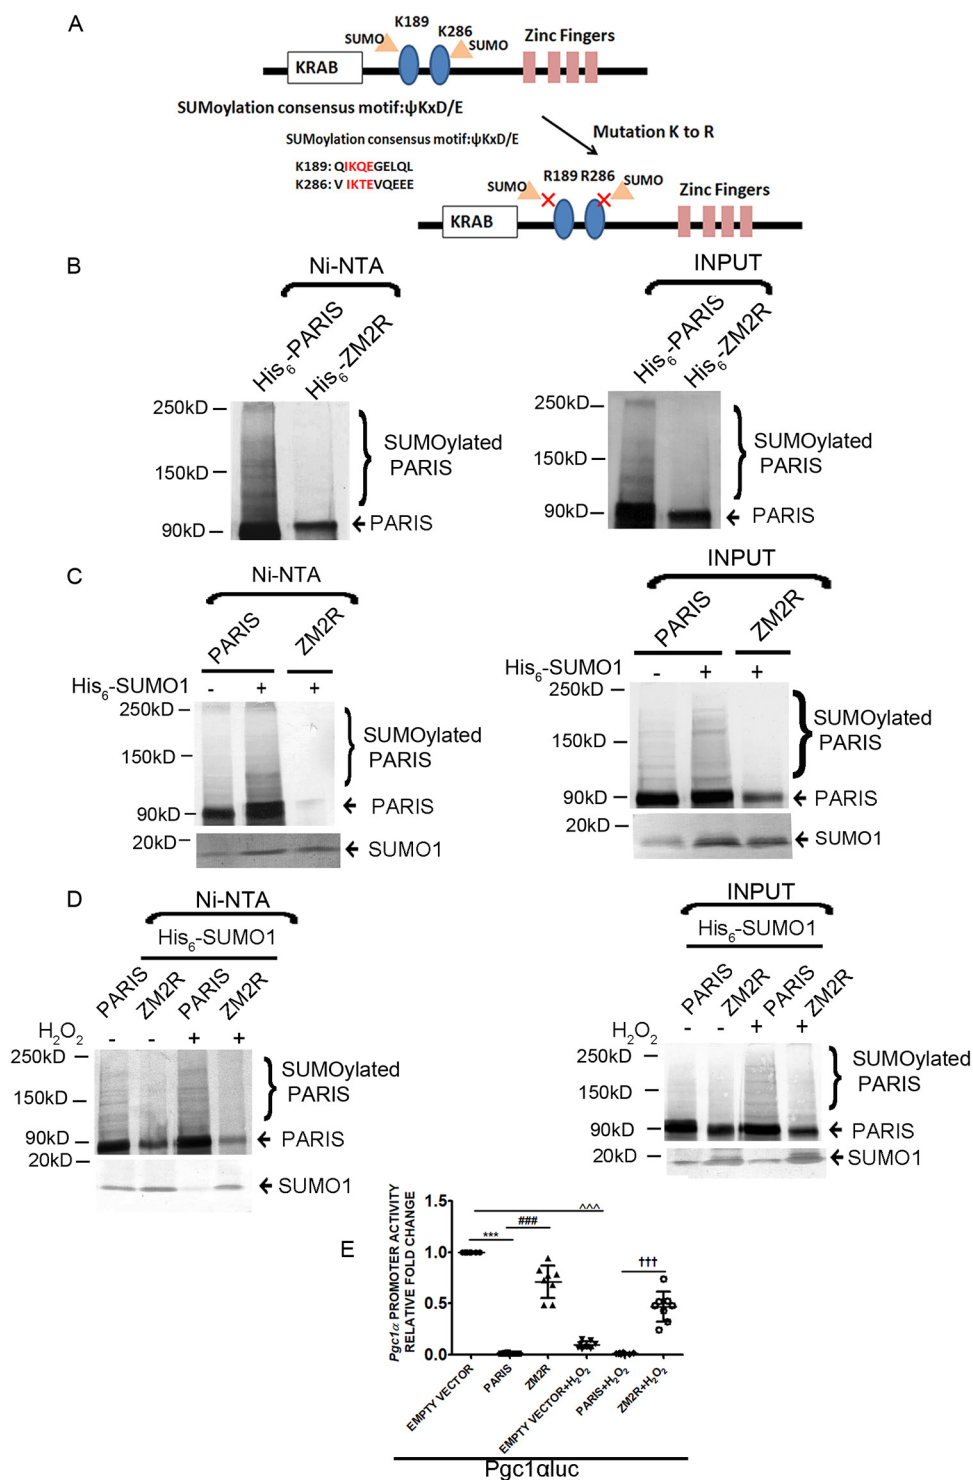 A
K189
K286
SUMO
SUMO
Zinc Fingers
KRAB
SUMoylation consensus motif:ψKxD/E
SUMoylation consensus motif:ψKxD/E
Mutation K to R
K189: QIKQEGELQL
K286: V IKTEVQEEE
R189 R286
SUMO
SUMO
Zinc Fingers
KRAB
B
Ni-NTA
INPUT
His6-PARIS
His6-ZM2R
His6-PARIS
His6-ZM2R
250kD
150kD
90kD
SUMOylated
PARIS
PARIS
250kD
150kD
90kD
SUMOylated
PARIS
PARIS
C
Ni-NTA
INPUT
PARIS
ZM2R
PARIS
ZM2R
His6-SUMO1 - + +
His6-SUMO1 - + +
250kD
150kD
90kD
20kD
SUMOylated
PARIS
PARIS
SUMO1
250kD
150kD
90kD
20kD
SUMOylated
PARIS
PARIS
SUMO1
D
Ni-NTA
His6-SUMO1
INPUT
His6-SUMO1
PARIS
ZM2R
PARIS
ZM2R
PARIS
ZM2R
PARIS
ZM2R
H2O2 - - + +
H2O2 - - + +
250kD
150kD
90kD
20kD
SUMOylated
PARIS
PARIS
SUMO1
250kD
150kD
90kD
20kD
SUMOylated
PARIS
PARIS
SUMO1
E
Pgc1α PROMOTER ACTIVITY
RELATIVE FOLD CHANGE
1.5
1.0
0.5
0.0
^^^
###
***
†††
EMPTY VECTOR
PARIS
ZM2R
EMPTY VECTOR+H2O2
PARIS+H2O2
ZM2R+H2O2
Pgc1αluc